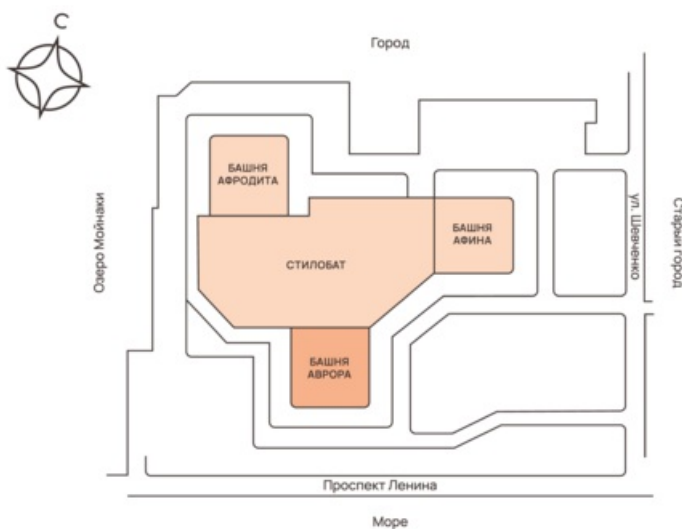 С
Город
БАШНЯ
АФРОДИТА
БАШНЯ
АФИНА
СТИЛОБАТ
БАШНЯ
АВРОРА
Озеро Мойнаки
ул. Шевченко
Старый город
Проспект Ленина
Море